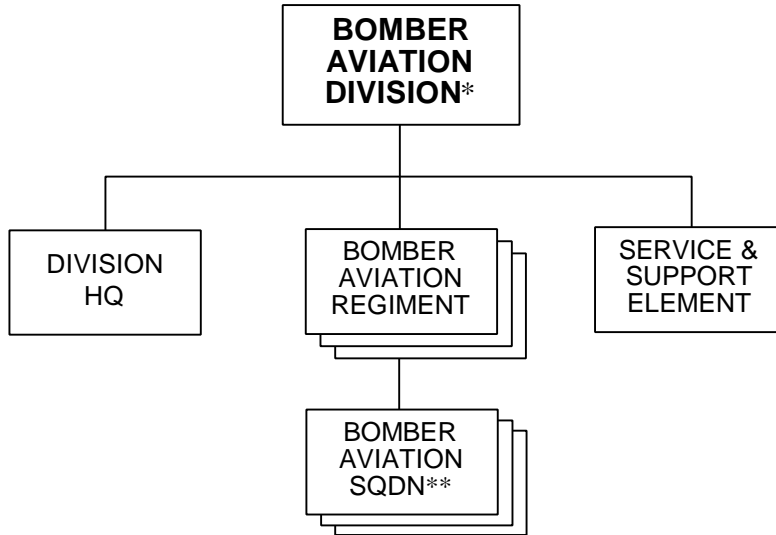 BOMBER
AVIATION
DIVISION*
DIVISION
HQ
BOMBER
AVIATION
REGIMENT
SERVICE &
SUPPORT
ELEMENT
BOMBER
AVIATION
SQDN**